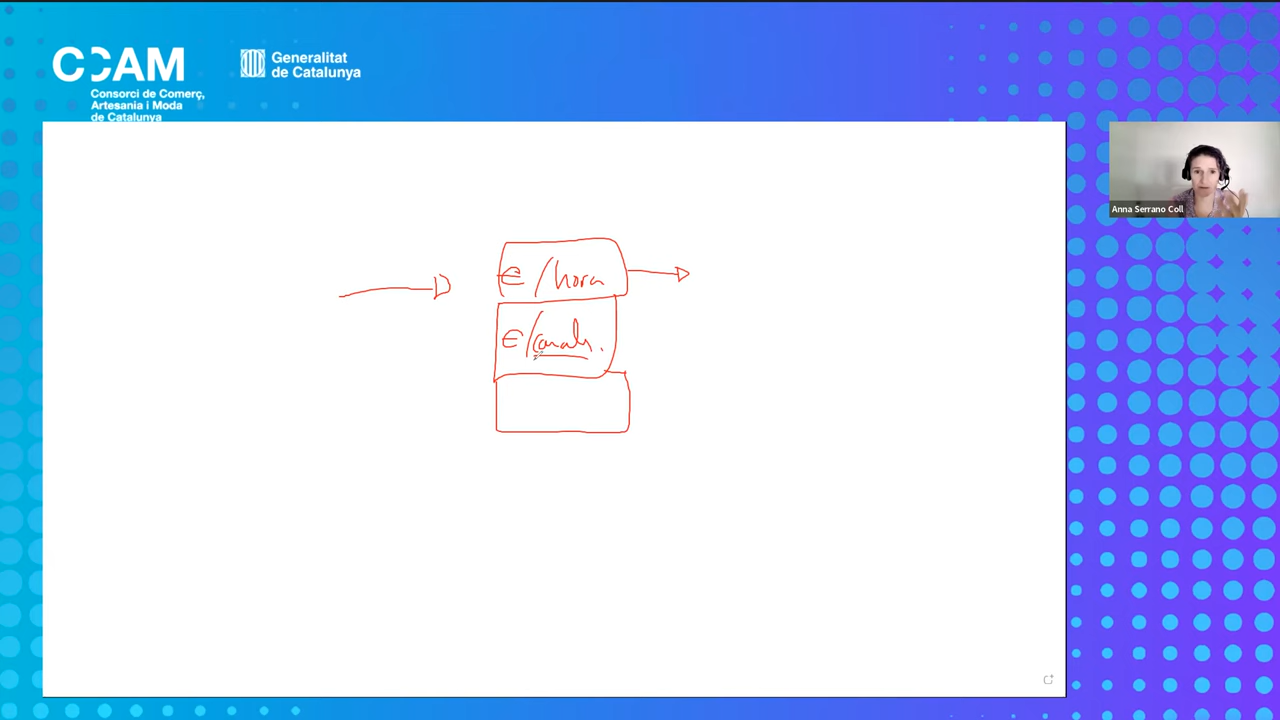 CCAM
Consorci de Comerç,
Artesania i Moda
de Catalunya
Generalitat
de Catalunya
Anna Serrano Coll
€/hora
€/canals.